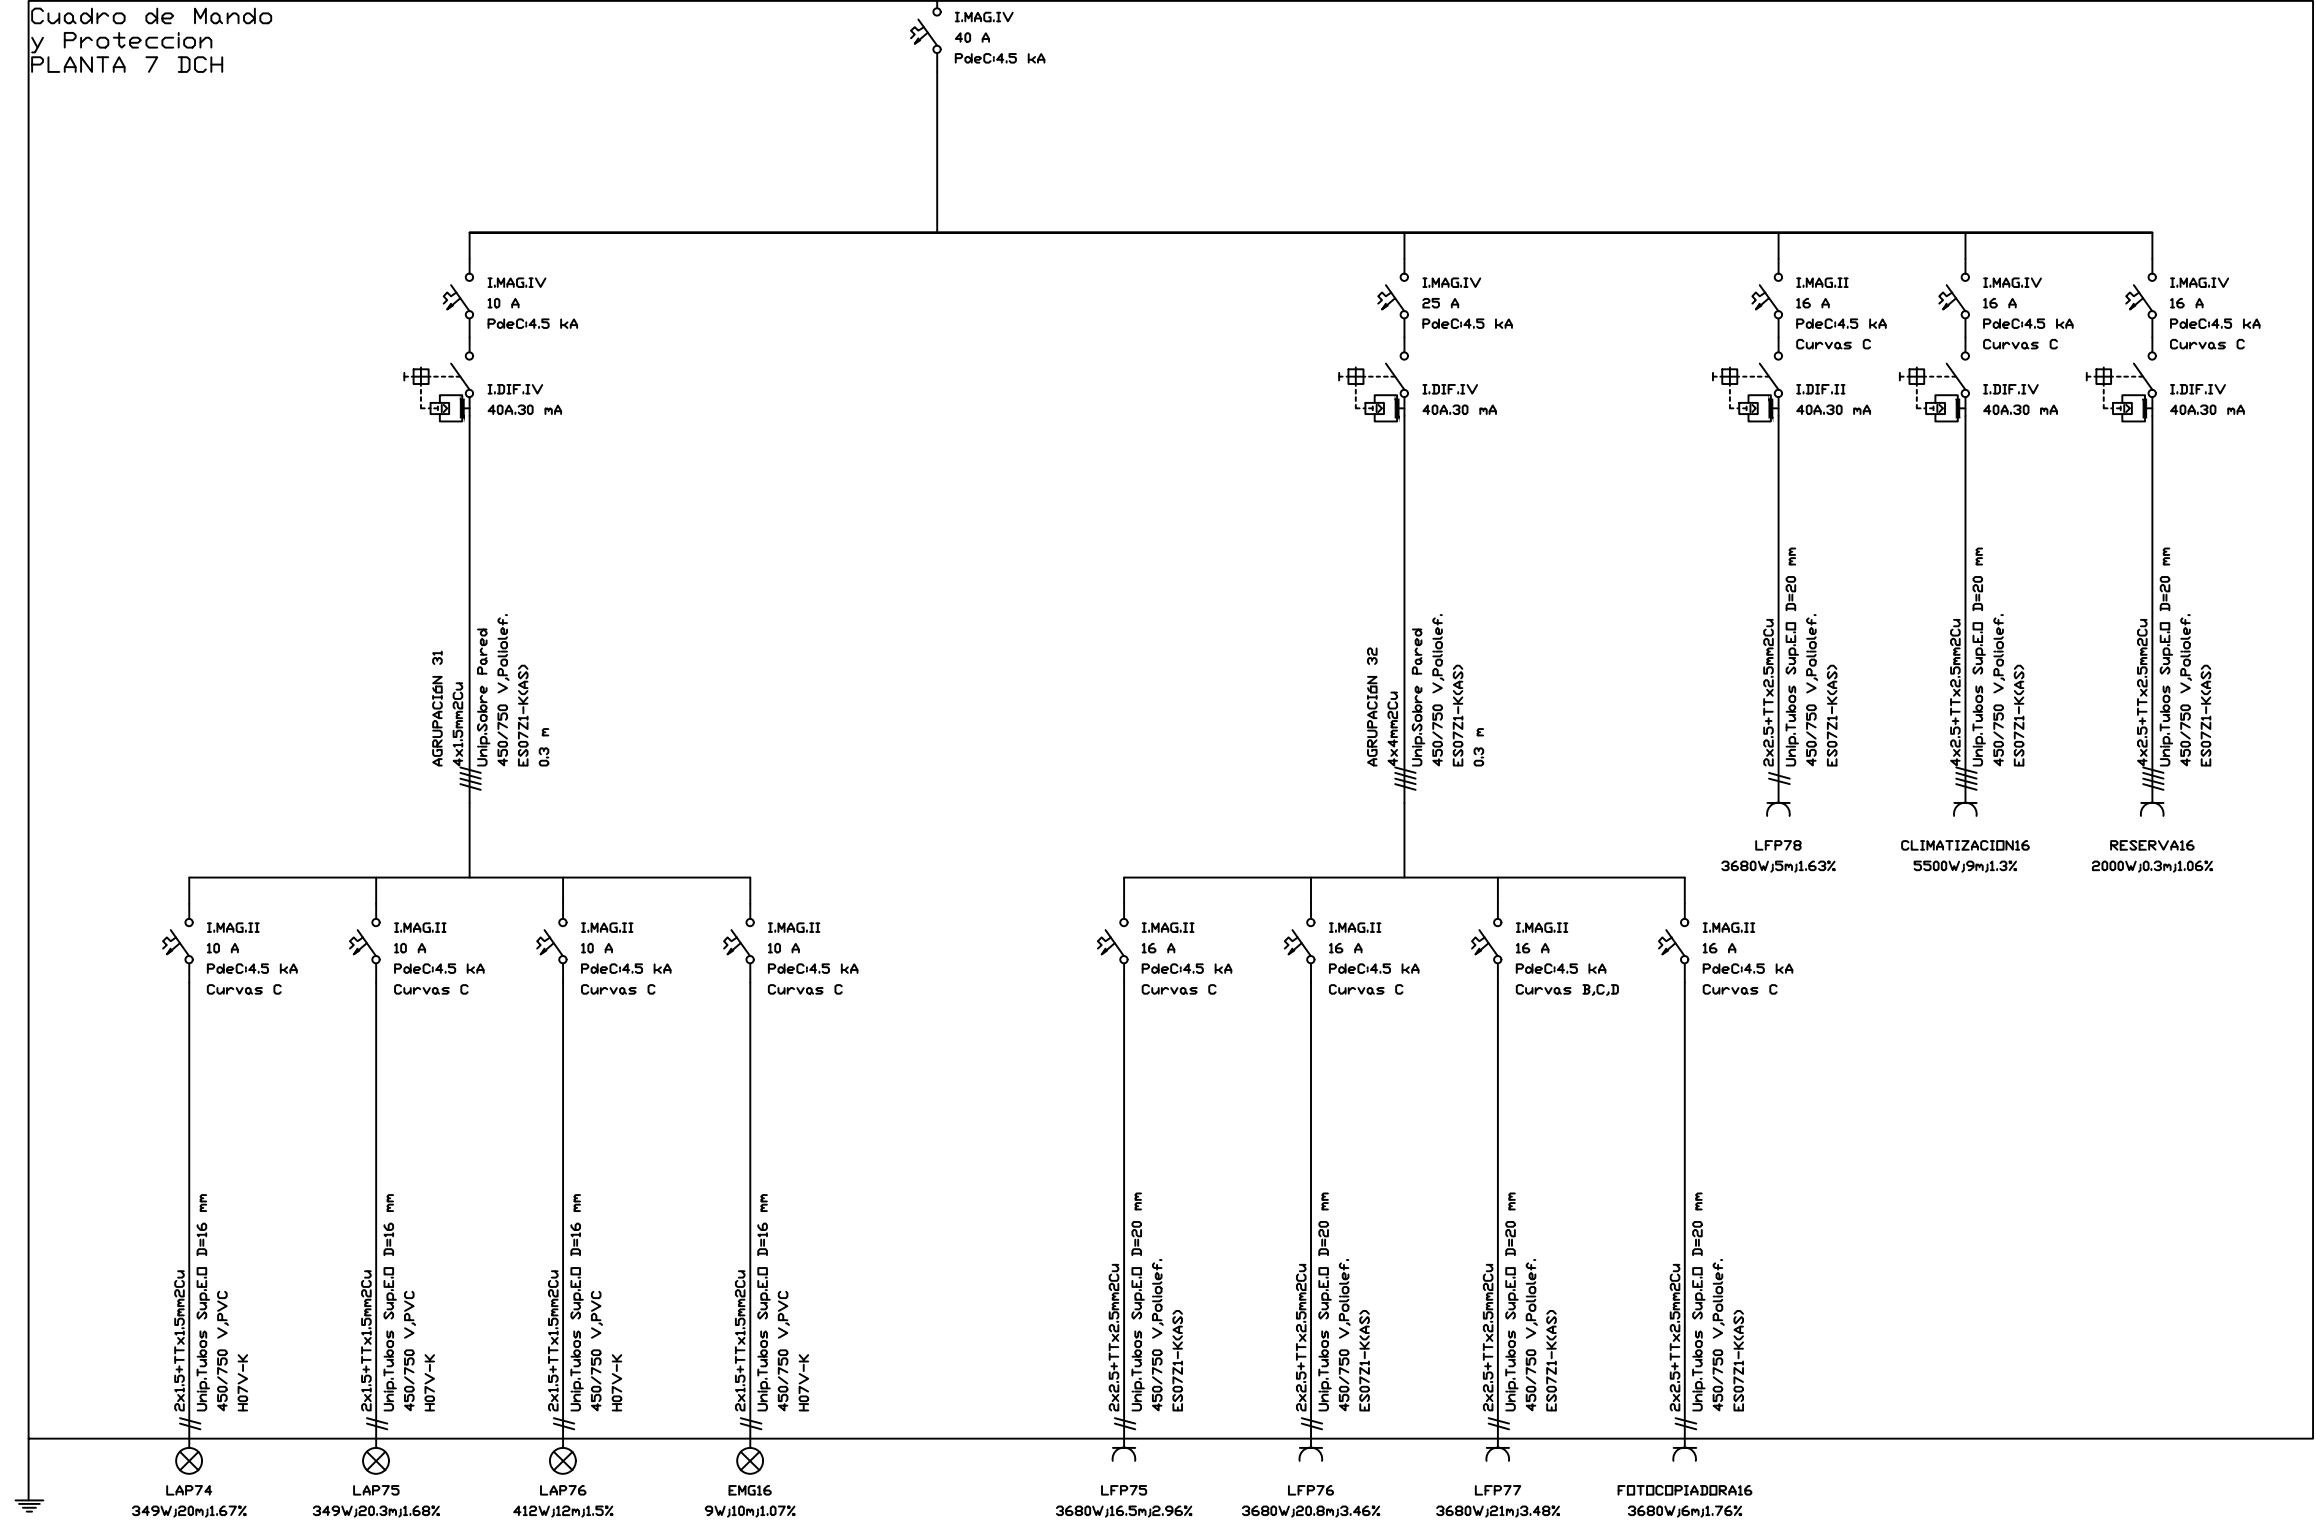 Cuadro de Mando
y Proteccion
PLANTA 7 DCH
I.MAG.IV
40 A
PdeC:4.5 kA
I.MAG.IV
10 A
PdeC:4.5 kA
I.DIF.IV
40A.30 mA
I.MAG.IV
25 A
PdeC:4.5 kA
I.DIF.IV
40A.30 mA
I.MAG.II
16 A
PdeC:4.5 kA
Curvas C
I.DIF.II
40A.30 mA
I.MAG.IV
16 A
PdeC:4.5 kA
Curvas C
I.DIF.IV
40A.30 mA
I.MAG.IV
16 A
PdeC:4.5 kA
Curvas C
I.DIF.IV
40A.30 mA
AGRUPACIÓN 31
4x1.5mm2Cu
Unip.Sobre Pared
450/750 V,Poliolef.
ES07Z1-K(AS)
0.3 m
AGRUPACIÓN 32
4x4mm2Cu
Unip.Sobre Pared
450/750 V,Poliolef.
ES07Z1-K(AS)
0.3 m
2x2.5+TTx2.5mm2Cu
Unip.Tubos Sup.E.O D=20 mm
450/750 V,Poliolef.
ES07Z1-K(AS)
LFP78
3680W;5m;1.63%
4x2.5+TTx2.5mm2Cu
Unip.Tubos Sup.E.O D=20 mm
450/750 V,Poliolef.
ES07Z1-K(AS)
CLIMATIZACION16
5500W;9m;1.3%
4x2.5+TTx2.5mm2Cu
Unip.Tubos Sup.E.O D=20 mm
450/750 V,Poliolef.
ES07Z1-K(AS)
RESERVA16
2000W;0.3m;1.06%
I.MAG.II
10 A
PdeC:4.5 kA
Curvas C
2x1.5+TTx1.5mm2Cu
Unip.Tubos Sup.E.O D=16 mm
450/750 V,PVC
H07V-K
LAP74
349W;20m;1.67%
I.MAG.II
10 A
PdeC:4.5 kA
Curvas C
2x1.5+TTx1.5mm2Cu
Unip.Tubos Sup.E.O D=16 mm
450/750 V,PVC
H07V-K
LAP75
349W;20.3m;1.68%
I.MAG.II
10 A
PdeC:4.5 kA
Curvas C
2x1.5+TTx1.5mm2Cu
Unip.Tubos Sup.E.O D=16 mm
450/750 V,PVC
H07V-K
LAP76
412W;12m;1.5%
I.MAG.II
10 A
PdeC:4.5 kA
Curvas C
2x1.5+TTx1.5mm2Cu
Unip.Tubos Sup.E.O D=16 mm
450/750 V,PVC
H07V-K
EMG16
9W;10m;1.07%
I.MAG.II
16 A
PdeC:4.5 kA
Curvas C
2x2.5+TTx2.5mm2Cu
Unip.Tubos Sup.E.O D=20 mm
450/750 V,Poliolef.
ES07Z1-K(AS)
LFP75
3680W;16.5m;2.96%
I.MAG.II
16 A
PdeC:4.5 kA
Curvas C
2x2.5+TTx2.5mm2Cu
Unip.Tubos Sup.E.O D=20 mm
450/750 V,Poliolef.
ES07Z1-K(AS)
LFP76
3680W;20.8m;3.46%
I.MAG.II
16 A
PdeC:4.5 kA
Curvas B,C,D
2x2.5+TTx2.5mm2Cu
Unip.Tubos Sup.E.O D=20 mm
450/750 V,Poliolef.
ES07Z1-K(AS)
LFP77
3680W;21m;3.48%
I.MAG.II
16 A
PdeC:4.5 kA
Curvas C
2x2.5+TTx2.5mm2Cu
Unip.Tubos Sup.E.O D=20 mm
450/750 V,Poliolef.
ES07Z1-K(AS)
FOTOCOPIADORA16
3680W;6m;1.76%